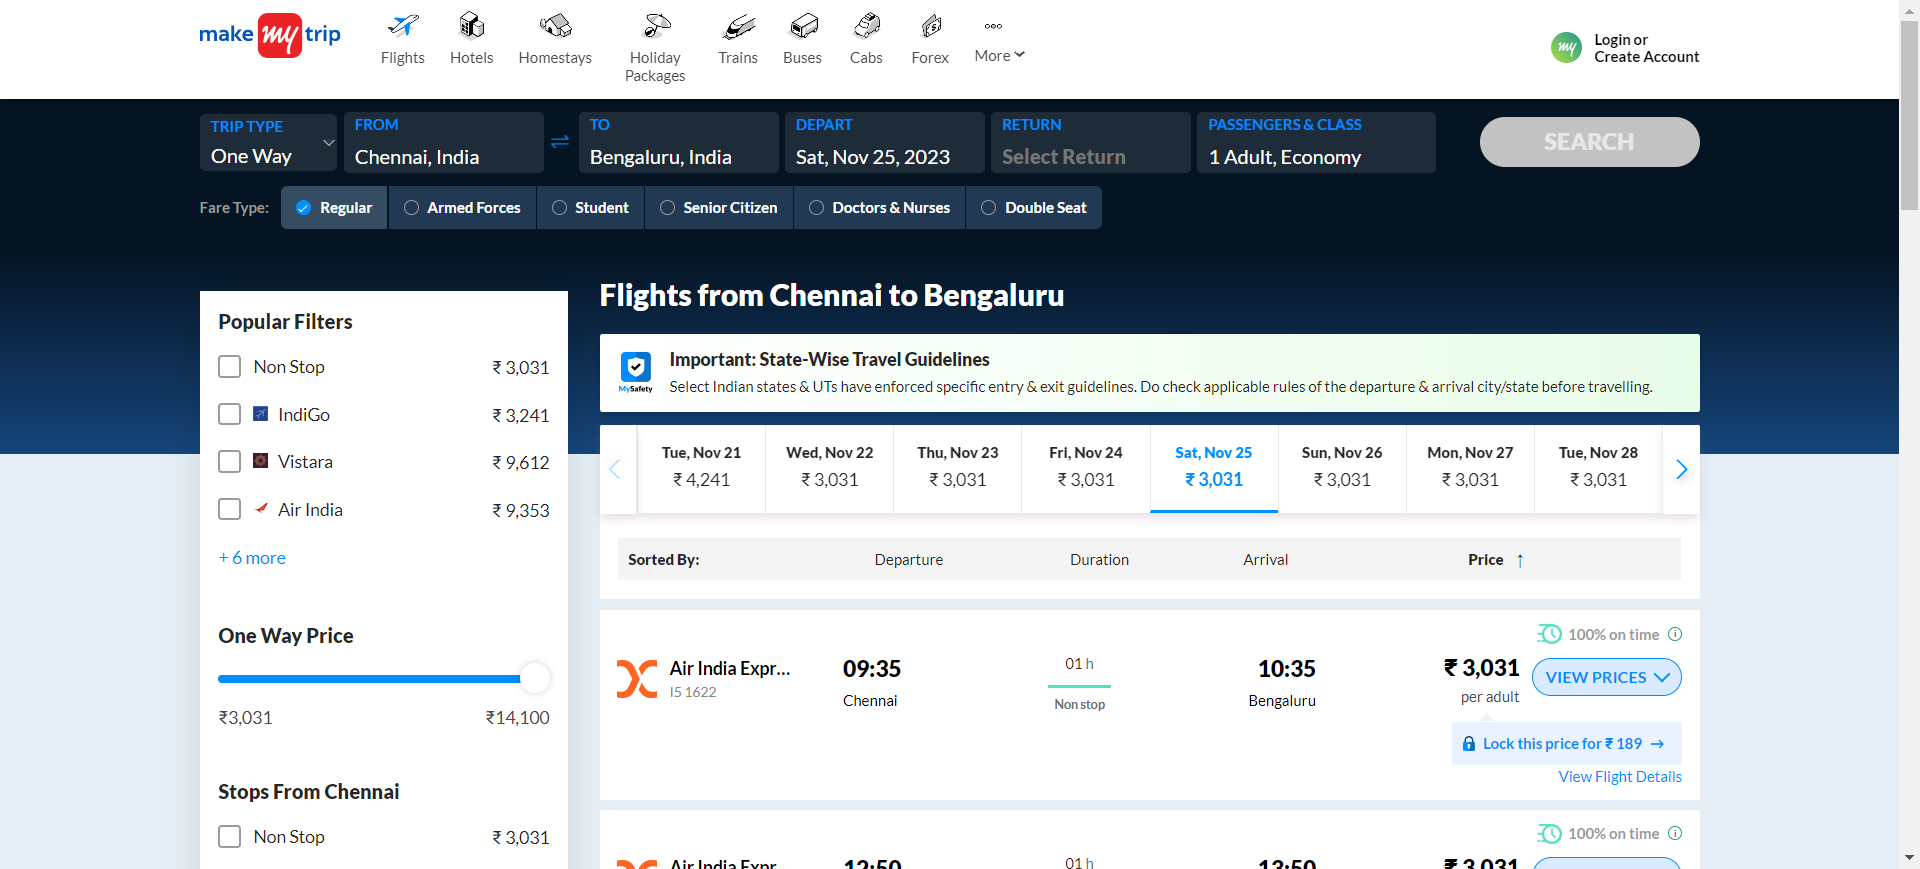 make my trip
Flights
Hotels
Homestays
Holiday
Packages
Trains
Buses
Cabs
Forex
More
my
Login or
Create Account
TRIP TYPE
One Way
FROM
Chennai, India
TO
Bengaluru, India
DEPART
Sat, Nov 25, 2023
RETURN
Select Return
PASSENGERS & CLASS
1 Adult, Economy
SEARCH
Fare Type:
Regular
Armed Forces
Student
Senior Citizen
Doctors & Nurses
Double Seat
Popular Filters
Non Stop ₹ 3,031
IndiGo ₹ 3,241
Vistara ₹ 9,612
Air India ₹ 9,353
+ 6 more
One Way Price
₹3,031 ₹14,100
Stops From Chennai
Non Stop ₹ 3,031
Flights from Chennai to Bengaluru
MySafety
Important: State-Wise Travel Guidelines
Select Indian states & UTs have enforced specific entry & exit guidelines. Do check applicable rules of the departure & arrival city/state before travelling.
Tue, Nov 21
₹ 4,241
Wed, Nov 22
₹ 3,031
Thu, Nov 23
₹ 3,031
Fri, Nov 24
₹ 3,031
Sat, Nov 25
₹ 3,031
Sun, Nov 26
₹ 3,031
Mon, Nov 27
₹ 3,031
Tue, Nov 28
₹ 3,031
Sorted By: Departure Duration Arrival Price ↑
100% on time
Air India Expr...
I5 1622
09:35
Chennai
01 h
Non stop
10:35
Bengaluru
₹ 3,031
per adult
VIEW PRICES
Lock this price for ₹ 189 →
View Flight Details
100% on time
Air India Expr...
12:50
01 h
13:50
₹ 3,031